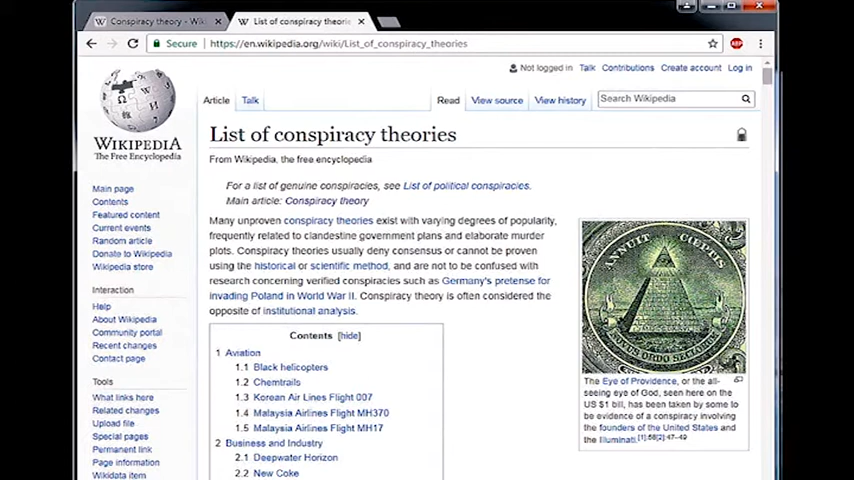 Conspiracy theory - Wiki
List of conspiracy theorie
Secure
https://en.wikipedia.org/wiki/List_of_conspiracy_theories
ABP
Not logged in Talk Contributions Create account Log in
Article Talk Read View source View history Search Wikipedia
WIKIPEDIA
The Free Encyclopedia
Main page
Contents
Featured content
Current events
Random article
Donate to Wikipedia
Wikipedia store
Interaction
Help
About Wikipedia
Community portal
Recent changes
Contact page
Tools
What links here
Related changes
Upload file
Special pages
Permanent link
Page information
Wikidata item
List of conspiracy theories
From Wikipedia, the free encyclopedia
For a list of genuine conspiracies, see List of political conspiracies.
Main article: Conspiracy theory
Many unproven conspiracy theories exist with varying degrees of popularity,
frequently related to clandestine government plans and elaborate murder
plots. Conspiracy theories usually deny consensus or cannot be proven
using the historical or scientific method, and are not to be confused with
research concerning verified conspiracies such as Germany's pretense for
invading Poland in World War II. Conspiracy theory is often considered the
opposite of institutional analysis.
Contents [hide]
1 Aviation
1.1 Black helicopters
1.2 Chemtrails
1.3 Korean Air Lines Flight 007
1.4 Malaysia Airlines Flight MH370
1.5 Malaysia Airlines Flight MH17
2 Business and Industry
2.1 Deepwater Horizon
2.2 New Coke
ANNUIT CŒPTIS
NOVUS ORDO SECLORUM
The Eye of Providence, or the all-
seeing eye of God, seen here on the
US $1 bill, has been taken by some to
be evidence of a conspiracy involving
the founders of the United States and
the Illuminati.[1]:58[2]:47–49